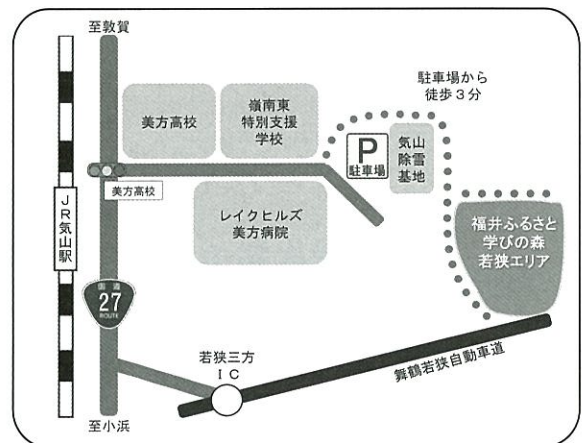 至敦賀
駐車場から
徒歩3分
美方高校
嶺南東
特別支援
学校
P
駐車場
気山
除雪
基地
美方高校
JR気山駅
レイクヒルズ
美方病院
福井ふるさと
学びの森
若狭エリア
国道
27
ROUTE
若狭三方
IC
舞鶴若狭自動車道
至小浜